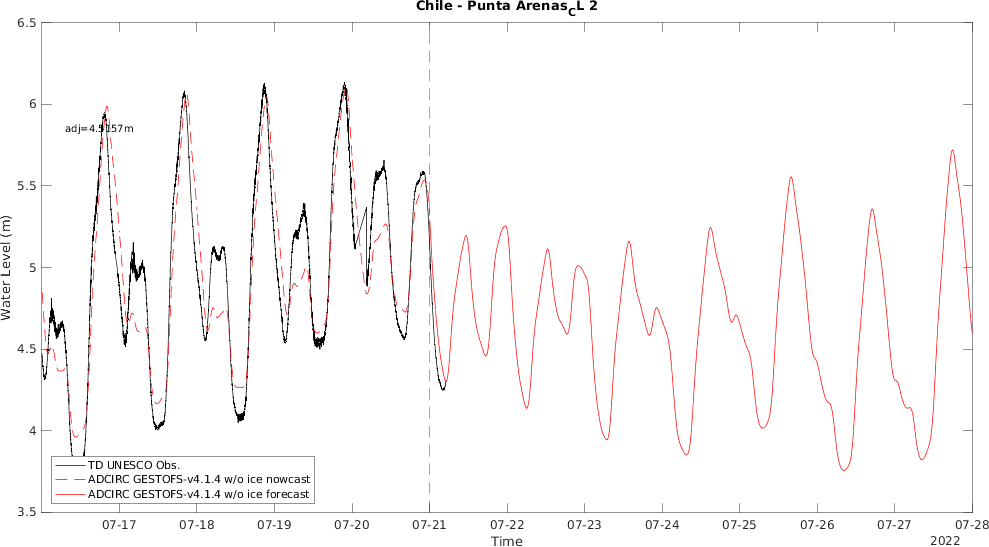 Chile - Punta Arenas_CL 2
6.5
6
5.5
5
4.5
4
3.5
Water Level (m)
adj=4.5157m
TD UNESCO Obs.
ADCIRC GESTOFS-v4.1.4 w/o ice nowcast
ADCIRC GESTOFS-v4.1.4 w/o ice forecast
07-17 07-18 07-19 07-20 07-21 07-22 07-23 07-24 07-25 07-26 07-27 07-28
Time
2022